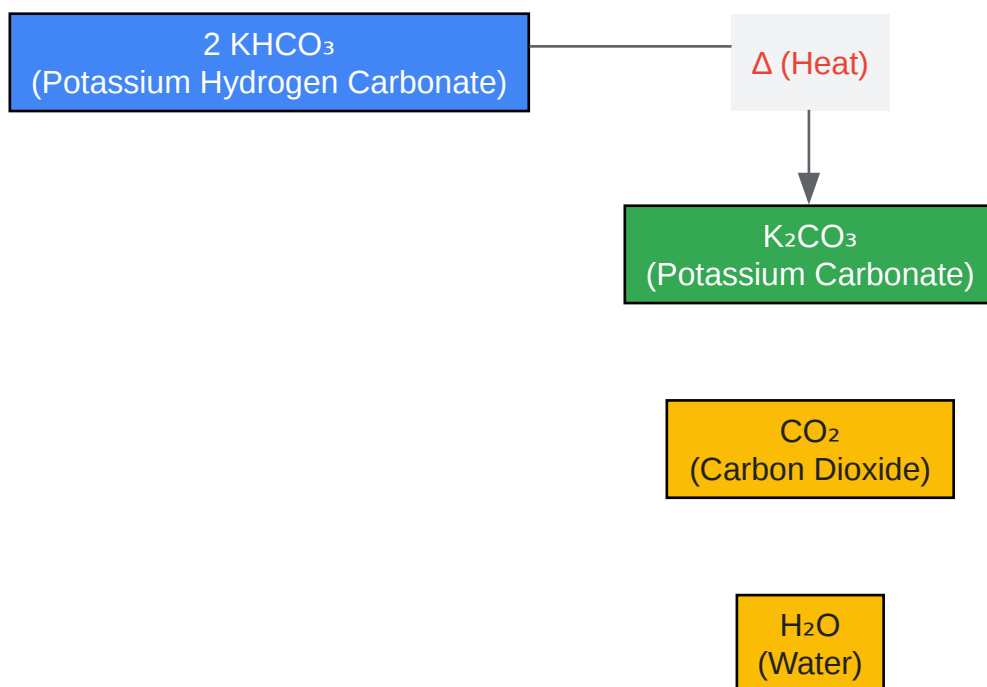 2 KHCO₃
(Potassium Hydrogen Carbonate)
Δ (Heat)
K₂CO₃
(Potassium Carbonate)
CO₂
(Carbon Dioxide)
H₂O
(Water)